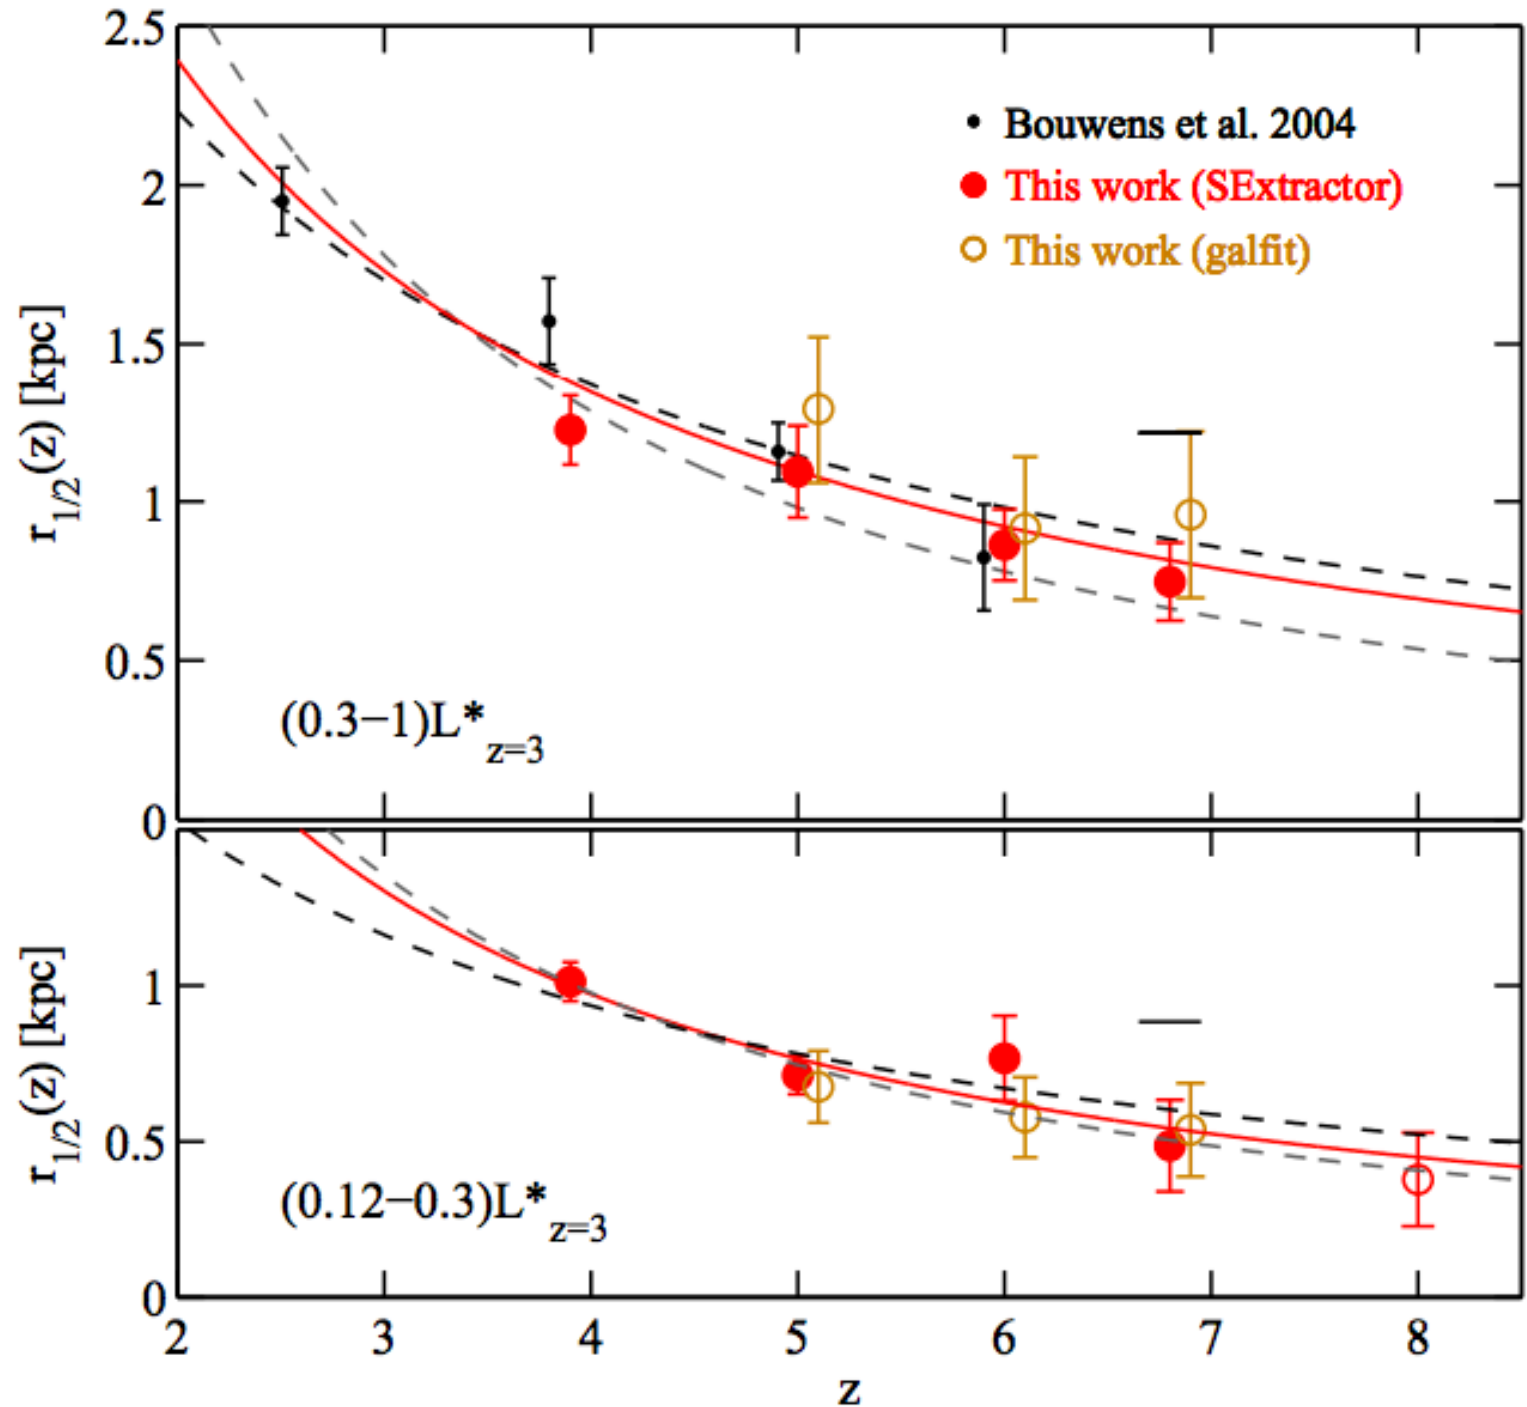 2.5
2
1.5
1
0.5
0
r1/2(z) [kpc]
Bouwens et al. 2004
This work (SExtractor)
This work (galfit)
(0.3−1)L*z=3
1
0.5
0
r1/2(z) [kpc]
(0.12−0.3)L*z=3
2 3 4 5 6 7 8
z